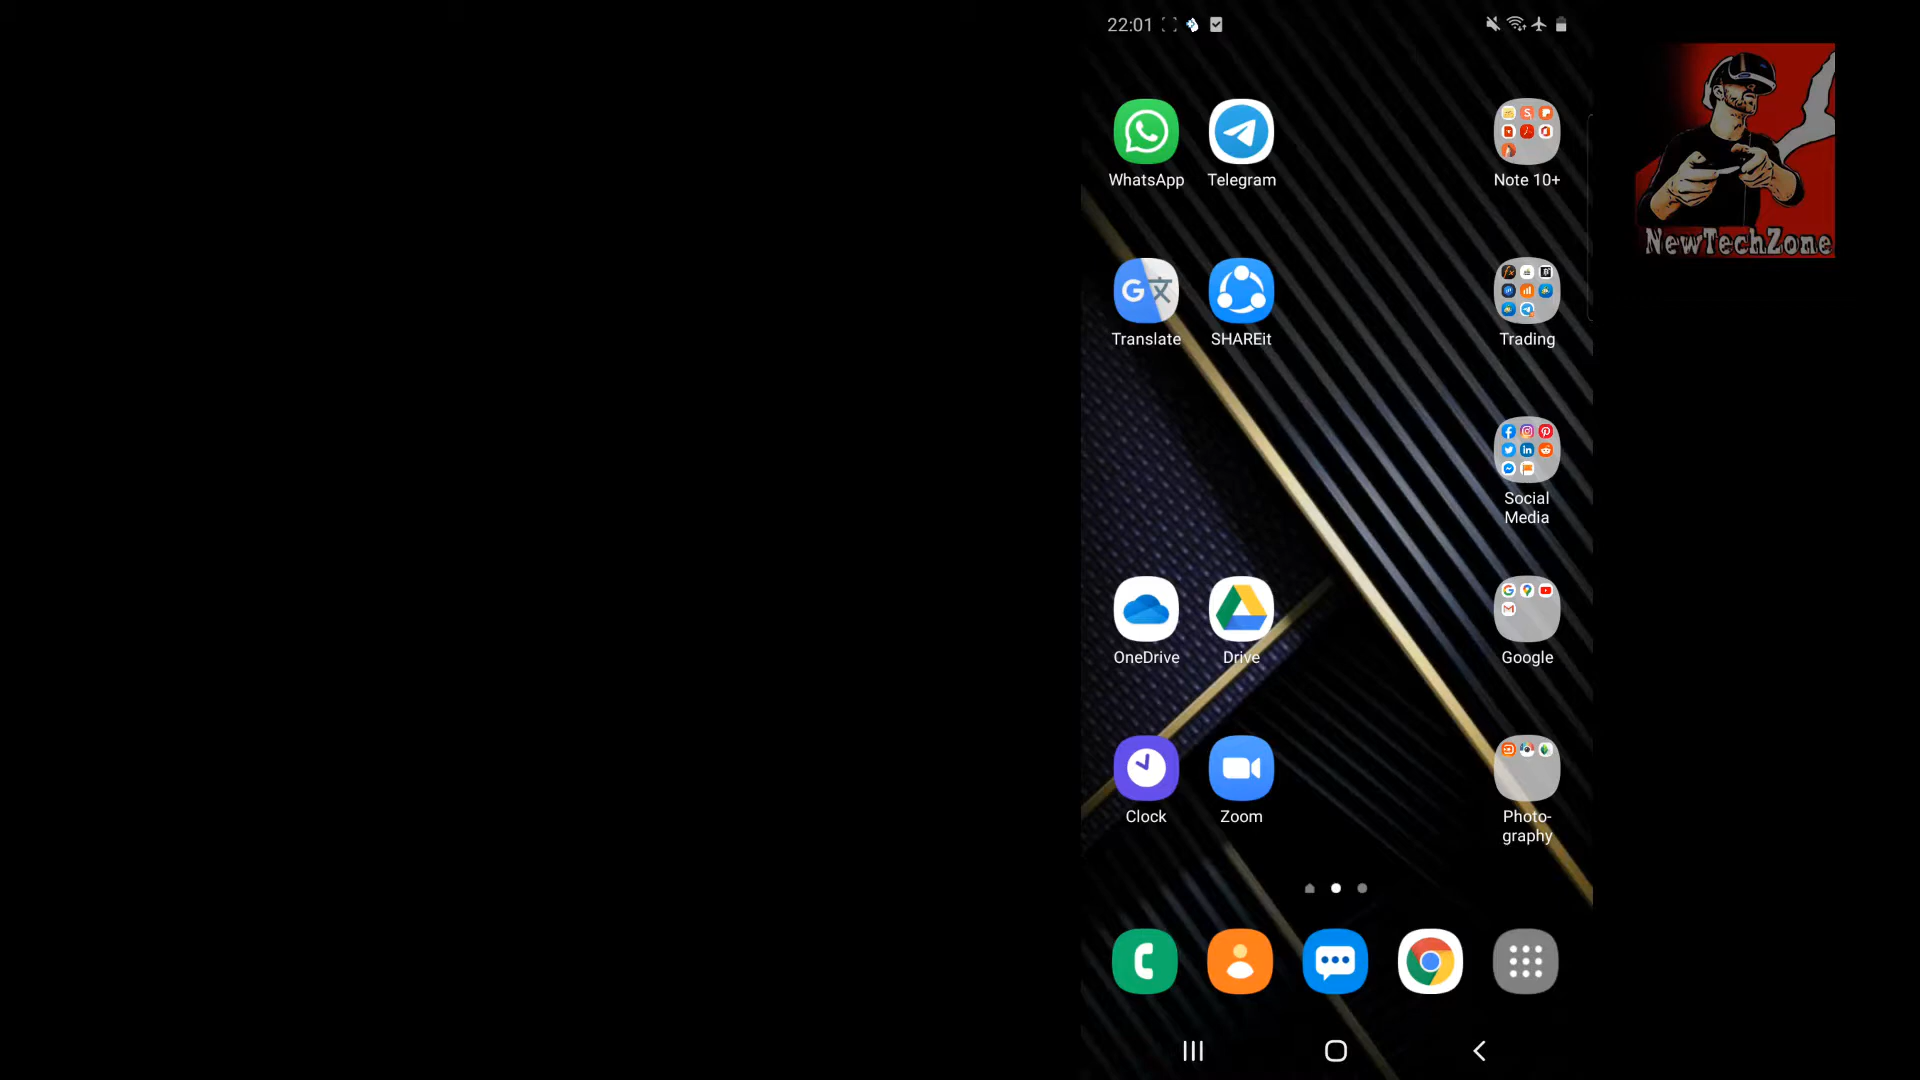 22:01
WhatsApp
Telegram
Note 10+
Translate
SHAREit
Trading
Social
Media
OneDrive
Drive
Google
Clock
Zoom
Photo-
graphy
NewTechZone